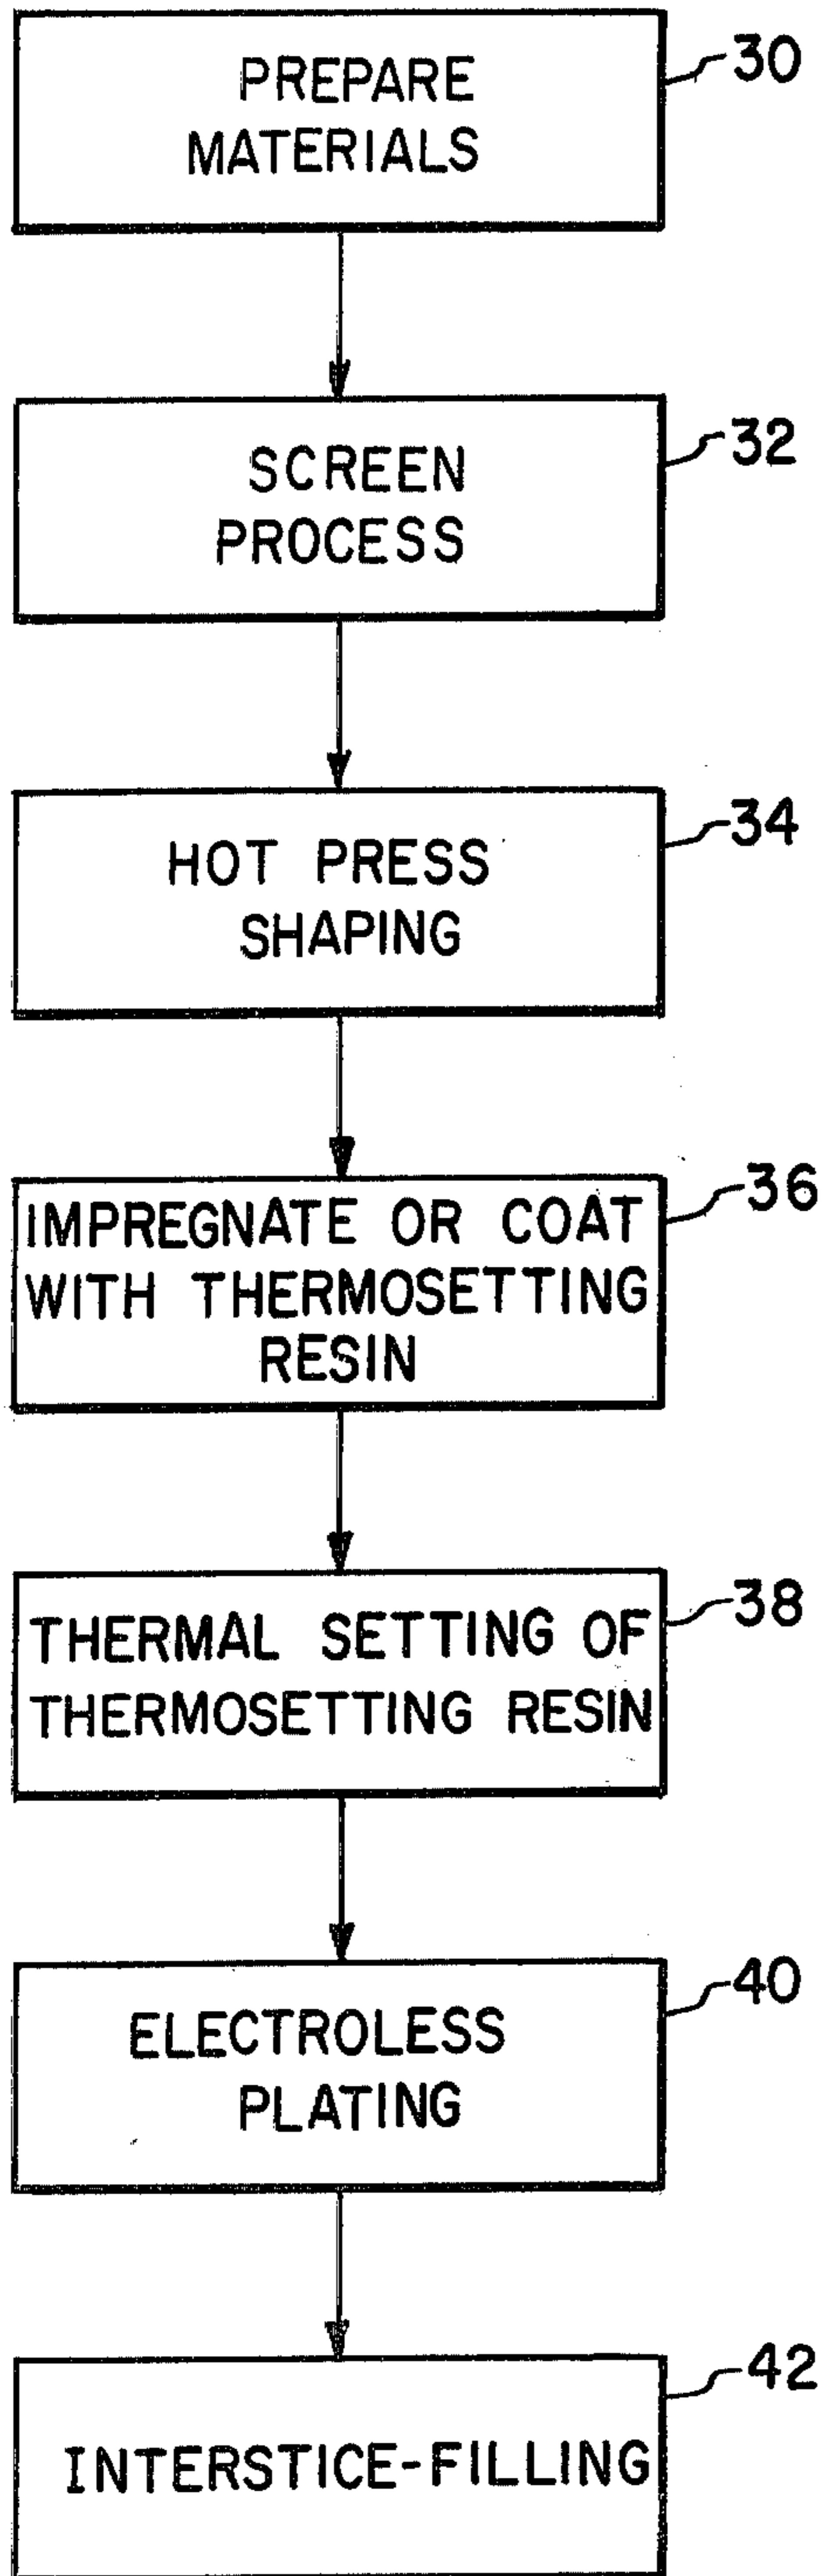 PREPARE
MATERIALS
30
SCREEN
PROCESS
32
HOT PRESS
SHAPING
34
IMPREGNATE OR COAT
WITH THERMOSETTING
RESIN
36
THERMAL SETTING OF
THERMOSETTING RESIN
38
ELECTROLESS
PLATING
40
INTERSTICE-FILLING
42